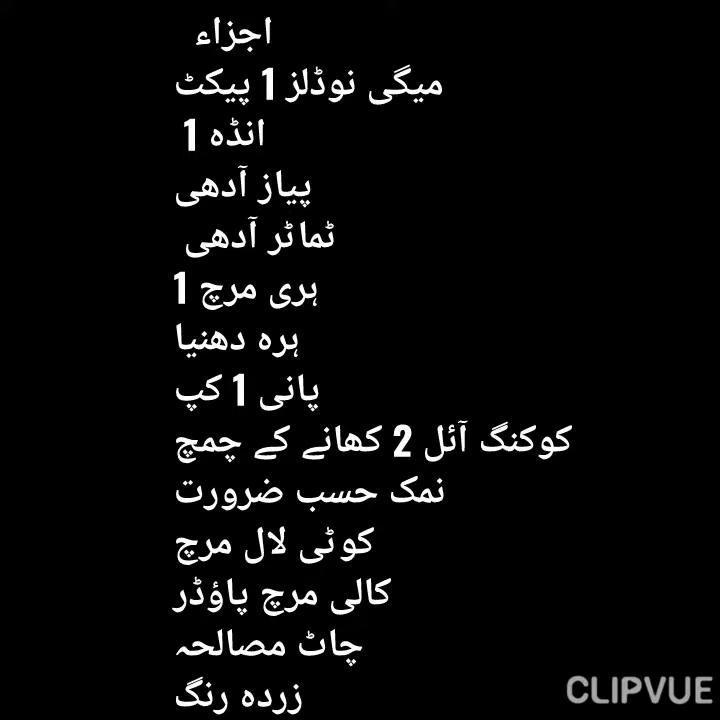 اجزاء
میگی نوڈلز 1 پیکٹ
انڈہ 1
پیاز آدھی
ٹماٹر آدھی
ہری مرچ 1
ہرہ دھنیا
پانی 1 کپ
کوکنگ آئل 2 کھانے کے چمچ
نمک حسب ضرورت
کوٹی لال مرچ
کالی مرچ پاؤڈر
چاٹ مصالحہ
زردہ رنگ
CLIPVUE